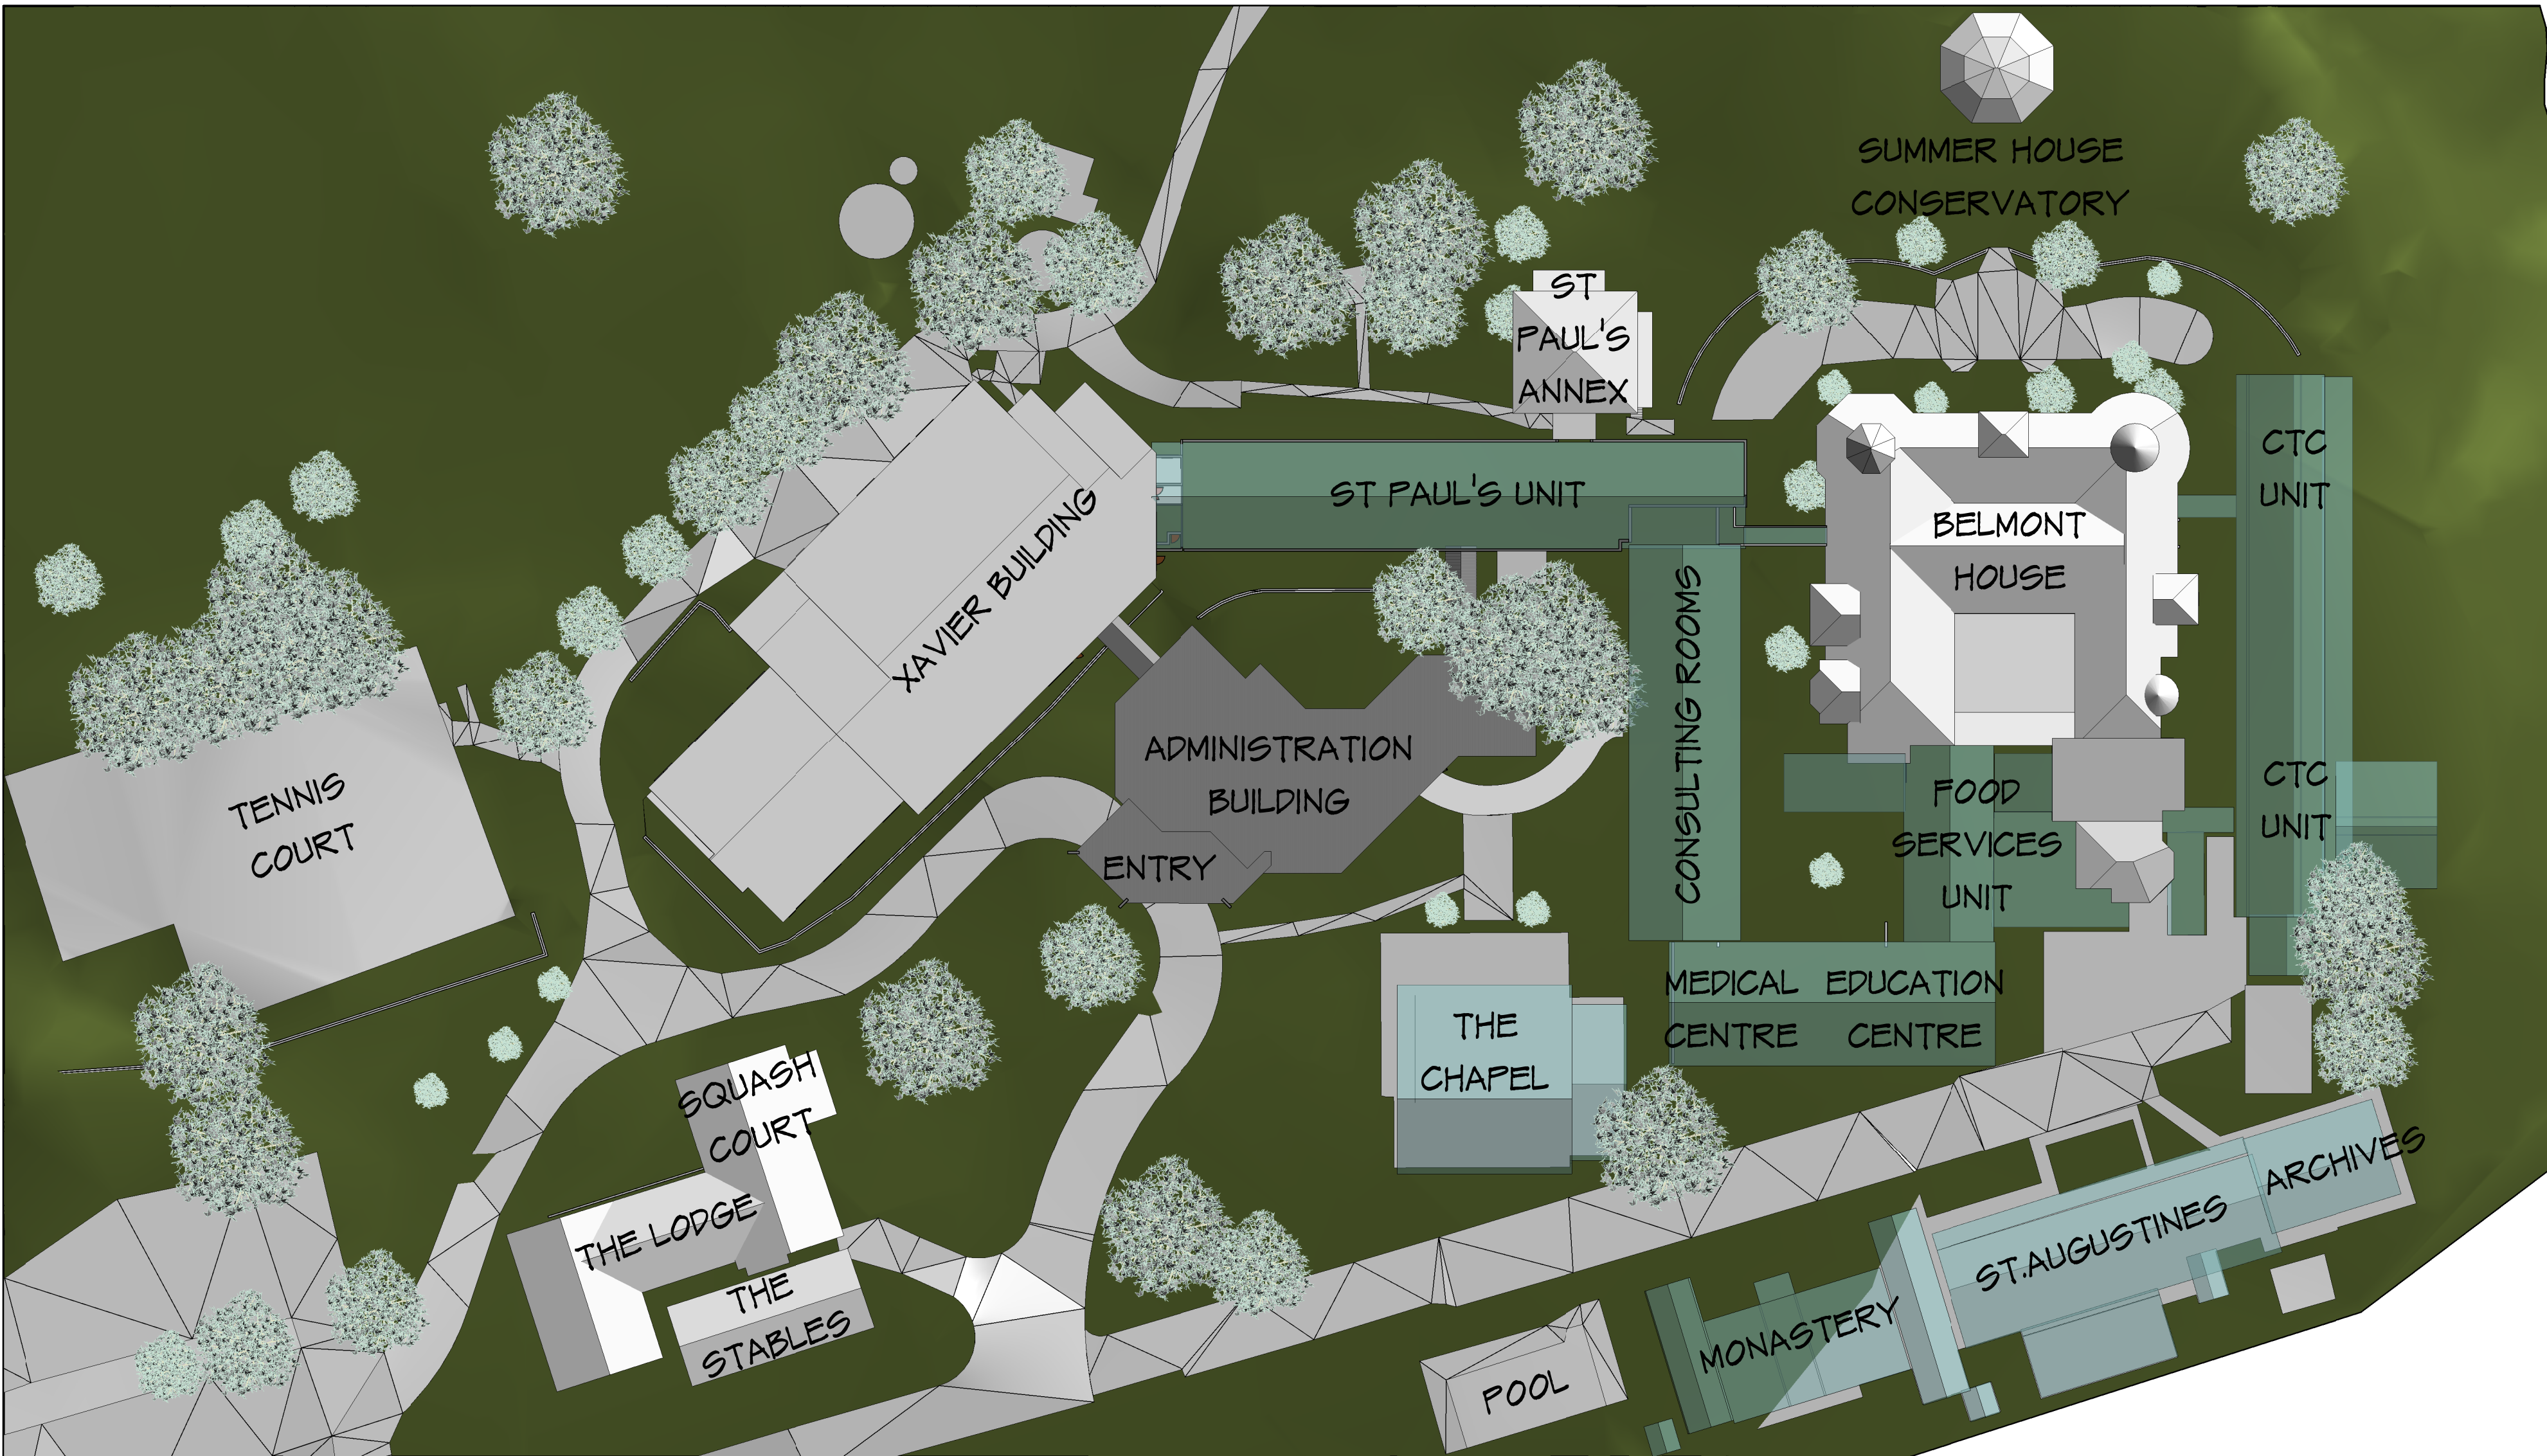 SUMMER HOUSE
CONSERVATORY
ST
PAUL'S
ANNEX
ST PAUL'S UNIT
XAVIER BUILDING
BELMONT
HOUSE
CTC
UNIT
CTC
UNIT
CONSULTING ROOMS
ADMINISTRATION
BUILDING
ENTRY
FOOD
SERVICES
UNIT
TENNIS
COURT
MEDICAL
CENTRE
EDUCATION
CENTRE
THE
CHAPEL
SQUASH
COURT
THE LODGE
THE
STABLES
ARCHIVES
ST.AUGUSTINES
MONASTERY
POOL